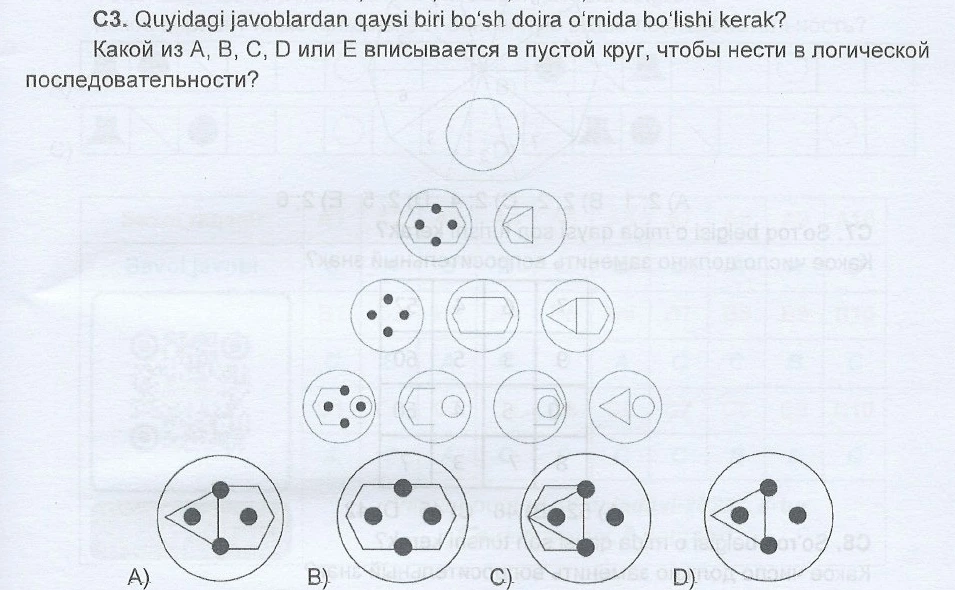 C3. Quyidagi javoblardan qaysi biri bo‘sh doira o‘rnida bo‘lishi kerak?
Какой из A, B, C, D или E вписывается в пустой круг, чтобы нести в логической
последовательности?
A) B) C) D)